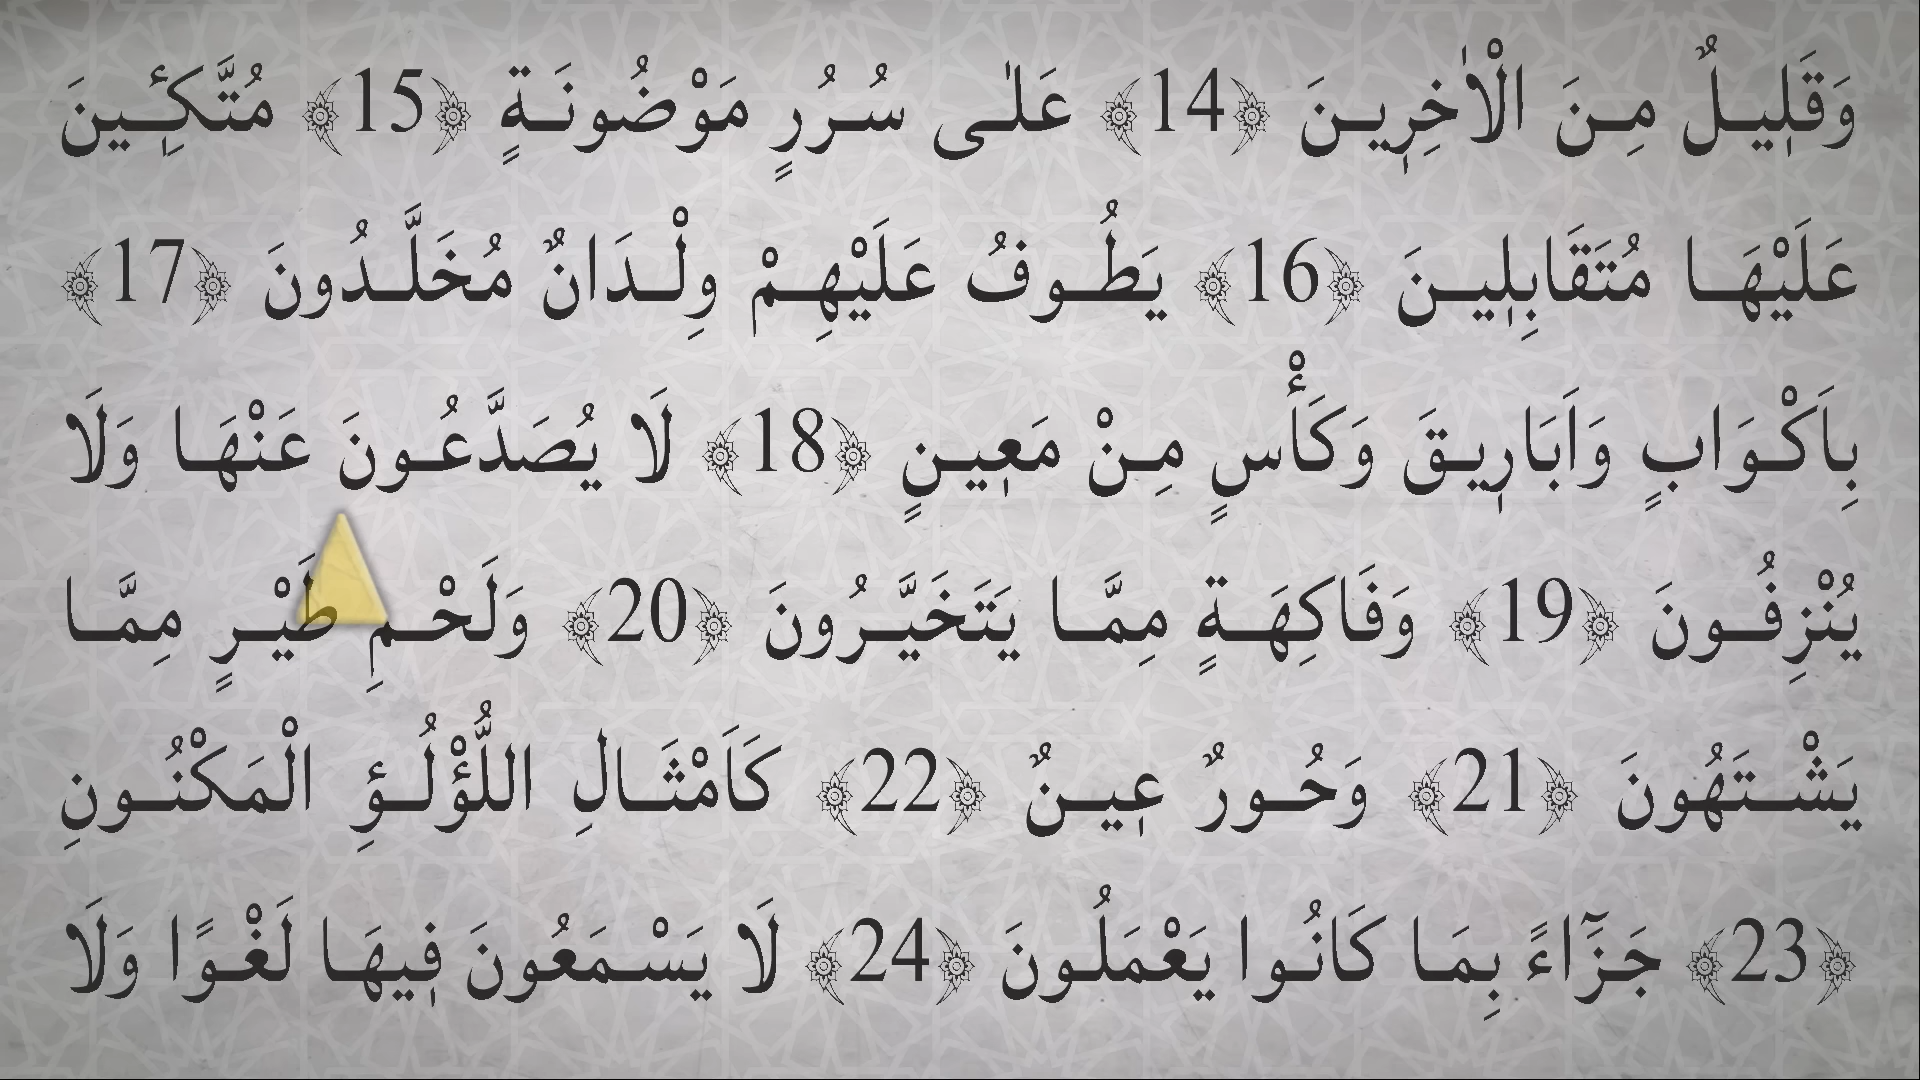 وَقَلٖيلٌ مِنَ الْاٰخِرٖينَ ﴿14﴾ عَلٰى سُرُرٍ مَوْضُونَةٍ ﴿15﴾ مُتَّكِـٖٔينَ
عَلَيْهَا مُتَقَابِلٖينَ ﴿16﴾ يَطُوفُ عَلَيْهِمْ وِلْدَانٌ مُخَلَّدُونَ ﴿17﴾
بِاَكْوَابٍ وَاَبَارٖيقَ وَكَأْسٍ مِنْ مَعٖينٍ ﴿18﴾ لَا يُصَدَّعُونَ عَنْهَا وَلَا
يُنْزِفُونَ ﴿19﴾ وَفَاكِهَةٍ مِمَّا يَتَخَيَّرُونَ ﴿20﴾ وَلَحْمِ طَيْرٍ مِمَّا
يَشْتَهُونَ ﴿21﴾ وَحُورٌ عٖينٌ ﴿22﴾ كَاَمْثَالِ اللُّؤْلُؤِ الْمَكْنُونِ
﴿23﴾ جَزَٓاءً بِمَا كَانُوا يَعْمَلُونَ ﴿24﴾ لَا يَسْمَعُونَ فٖيهَا لَغْوًا وَلَا